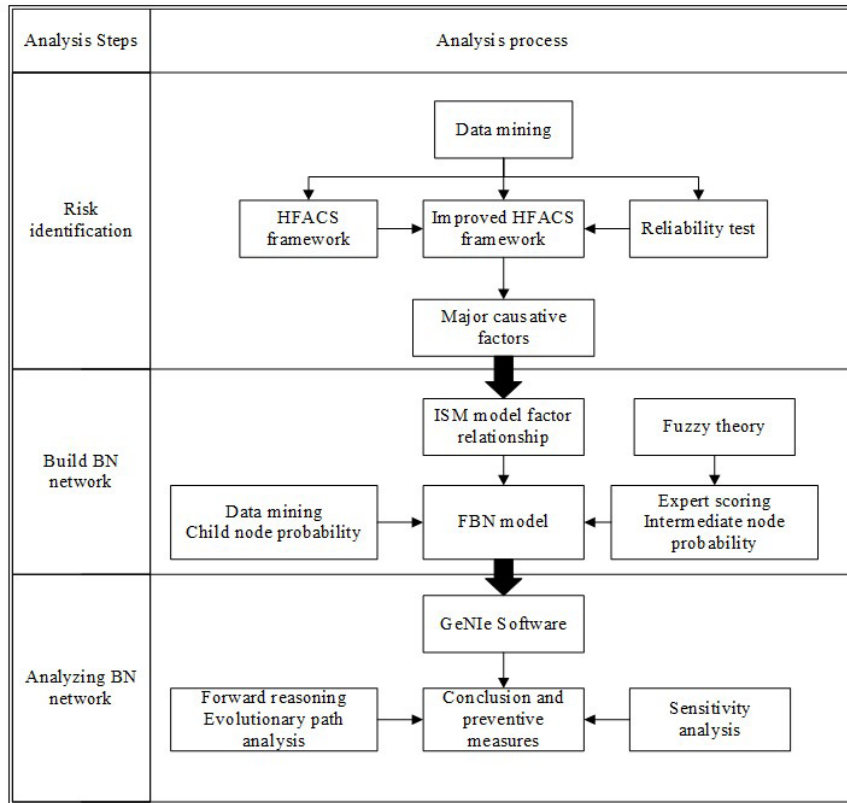 Analysis Steps
Analysis process
Risk
identification
Data mining
HFACS
framework
Improved HFACS
framework
Reliability test
Major causative
factors
Build BN
network
ISM model factor
relationship
Fuzzy theory
Data mining
Child node probability
FBN model
Expert scoring
Intermediate node
probability
Analyzing BN
network
GeNIe Software
Forward reasoning
Evolutionary path
analysis
Conclusion and
preventive
measures
Sensitivity
analysis